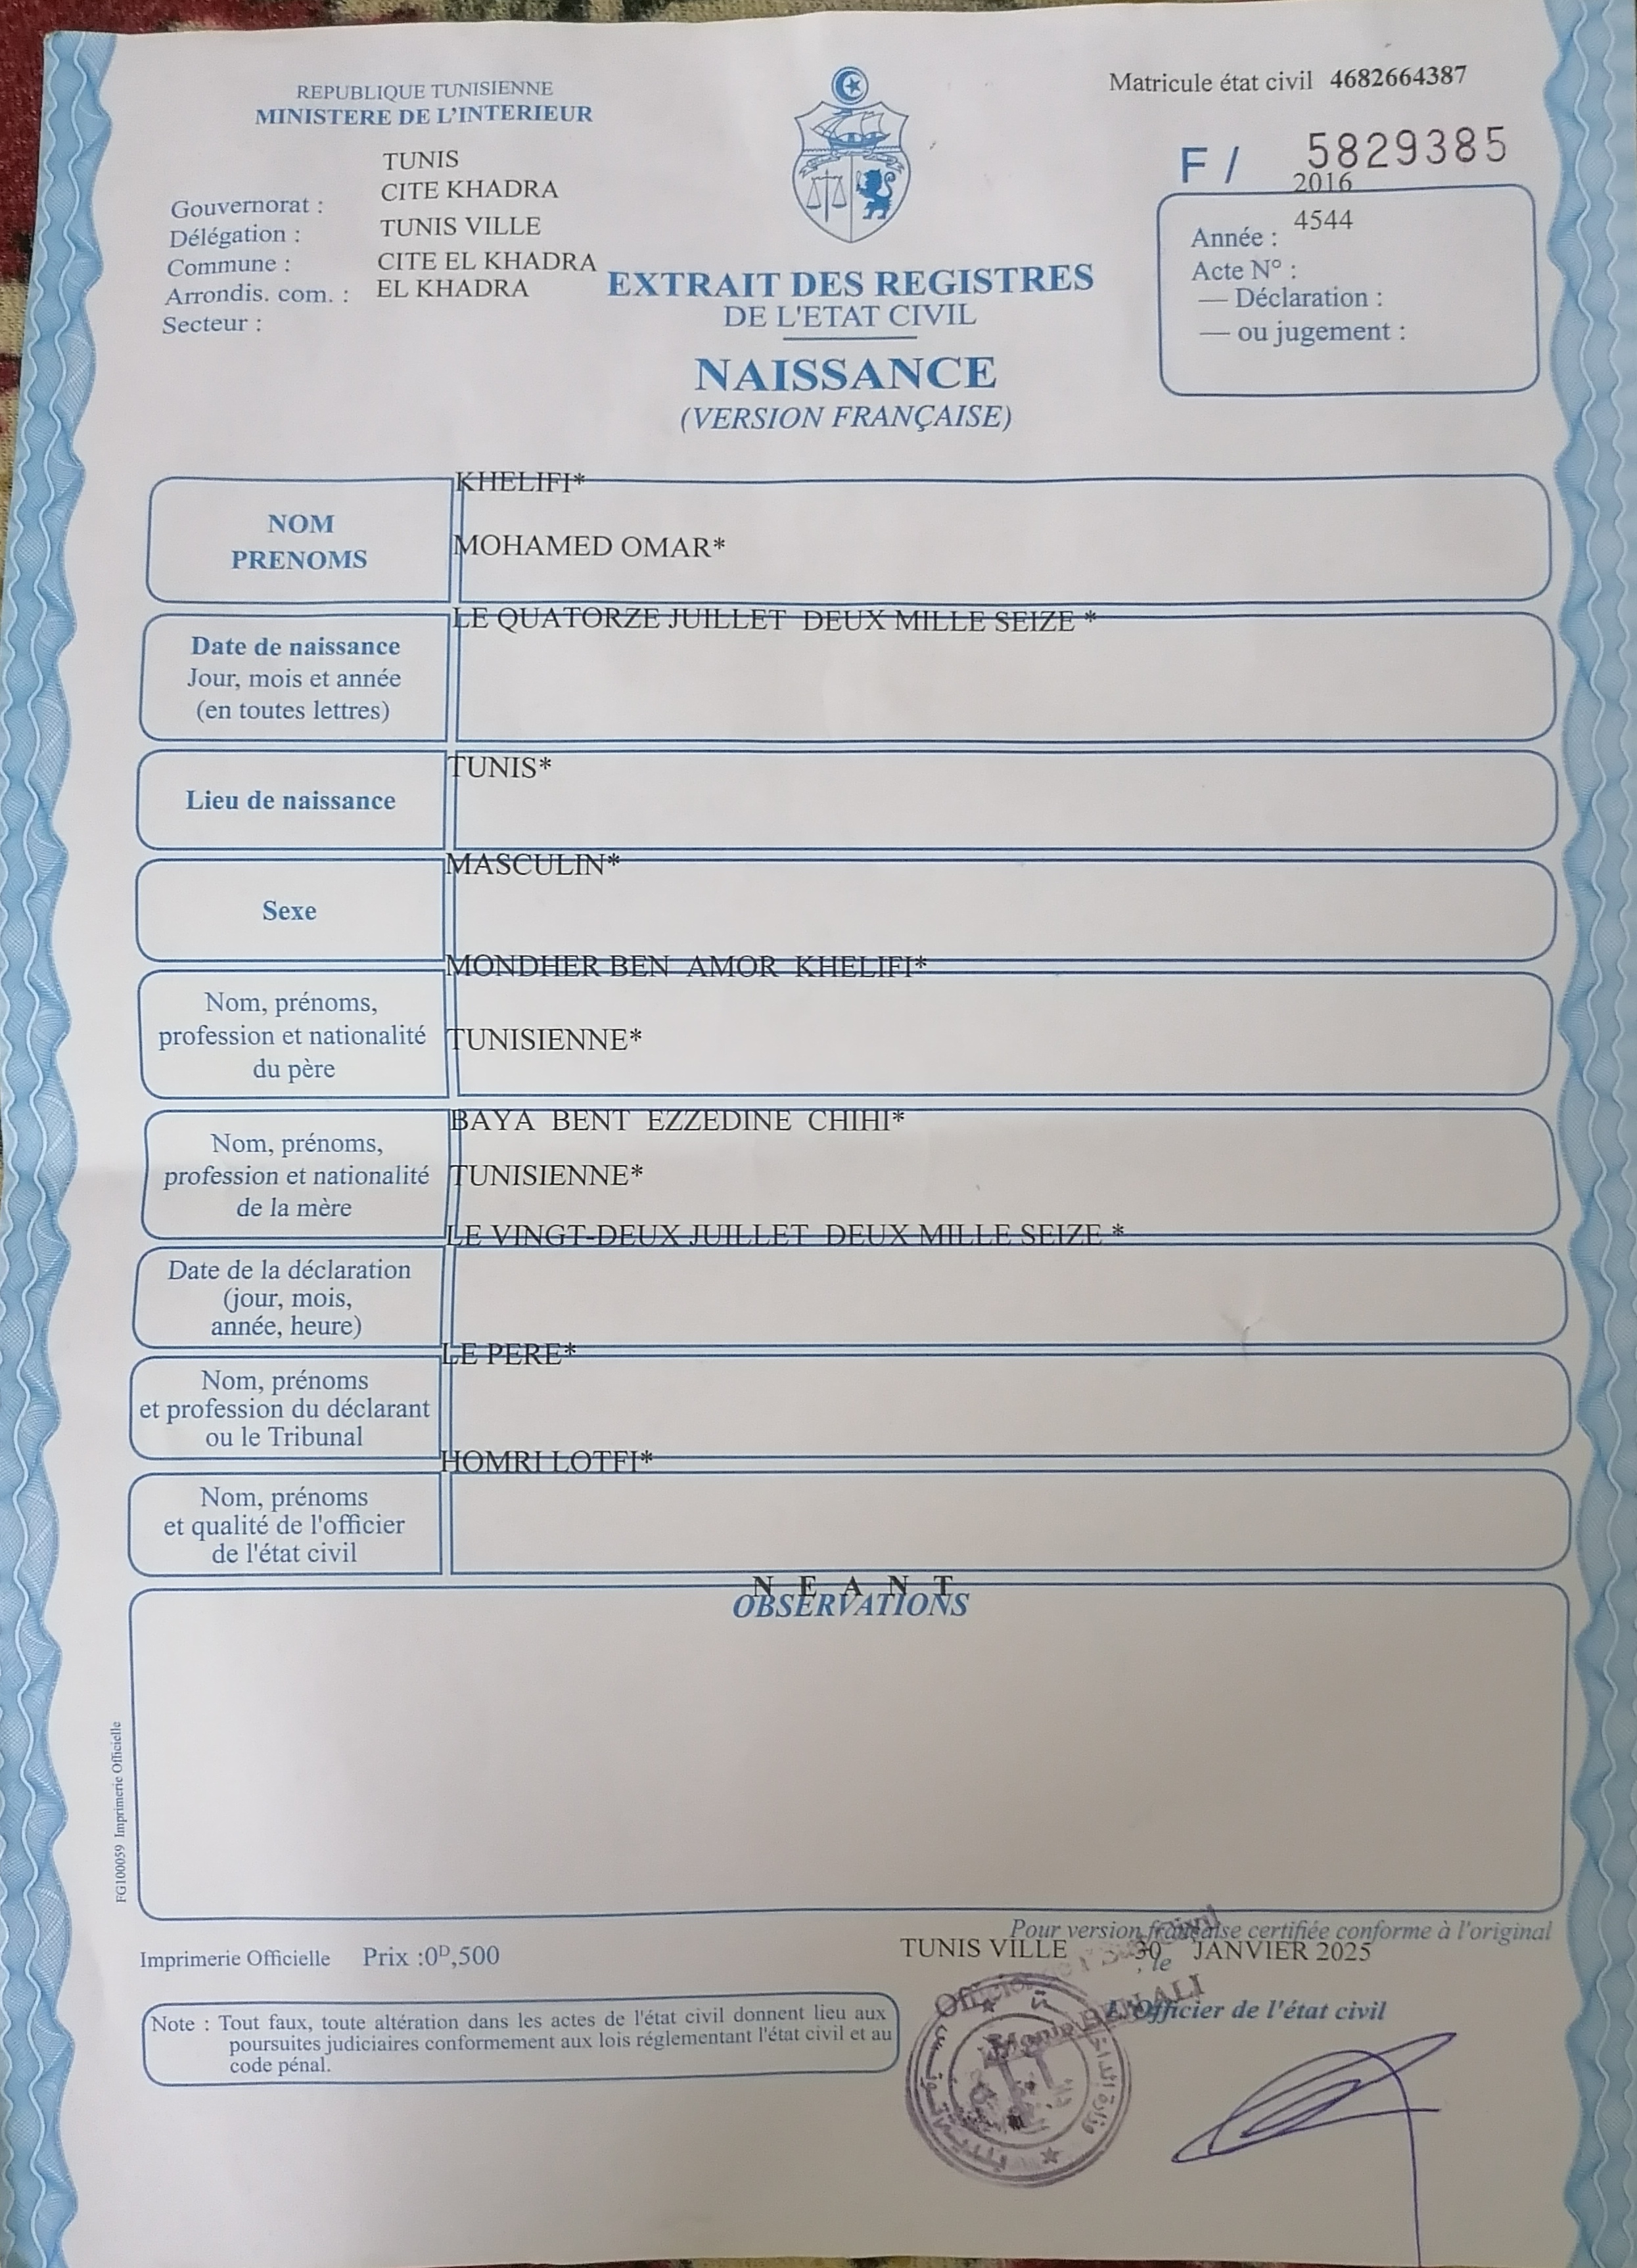 REPUBLIQUE TUNISIENNE
MINISTERE DE L'INTERIEUR
Matricule état civil 4682664387
F / 5829385
TUNIS
Gouvernorat : CITE KHADRA
Délégation : TUNIS VILLE
Commune : CITE EL KHADRA
Arrondis. com. : EL KHADRA
Secteur :
2016
Année : 4544
Acte N° :
— Déclaration :
— ou jugement :
EXTRAIT DES REGISTRES
DE L'ETAT CIVIL
NAISSANCE
(VERSION FRANÇAISE)
KHELIFI*
NOM
PRENOMS
MOHAMED OMAR*
LE QUATORZE JUILLET DEUX MILLE SEIZE *
Date de naissance
Jour, mois et année
(en toutes lettres)
TUNIS*
Lieu de naissance
MASCULIN*
Sexe
MONDHER BEN AMOR KHELIFI*
Nom, prénoms,
profession et nationalité
du père
TUNISIENNE*
BAYA BENT EZZEDINE CHIHI*
Nom, prénoms,
profession et nationalité
de la mère
TUNISIENNE*
LE VINGT-DEUX JUILLET DEUX MILLE SEIZE *
Date de la déclaration
(jour, mois,
année, heure)
LE PERE*
Nom, prénoms
et profession du déclarant
ou le Tribunal
HOMRI LOTFI*
Nom, prénoms
et qualité de l'officier
de l'état civil
N E A N T
OBSERVATIONS
FG100059 Imprimerie Officielle
Pour version française certifiée conforme à l'original
Imprimerie Officielle Prix :0D,500
TUNIS VILLE , le 30 JANVIER 2025
L'Officier de l'état civil
Note : Tout faux, toute altération dans les actes de l'état civil donnent lieu aux
poursuites judiciaires conformement aux lois réglementant l'état civil et au
code pénal.